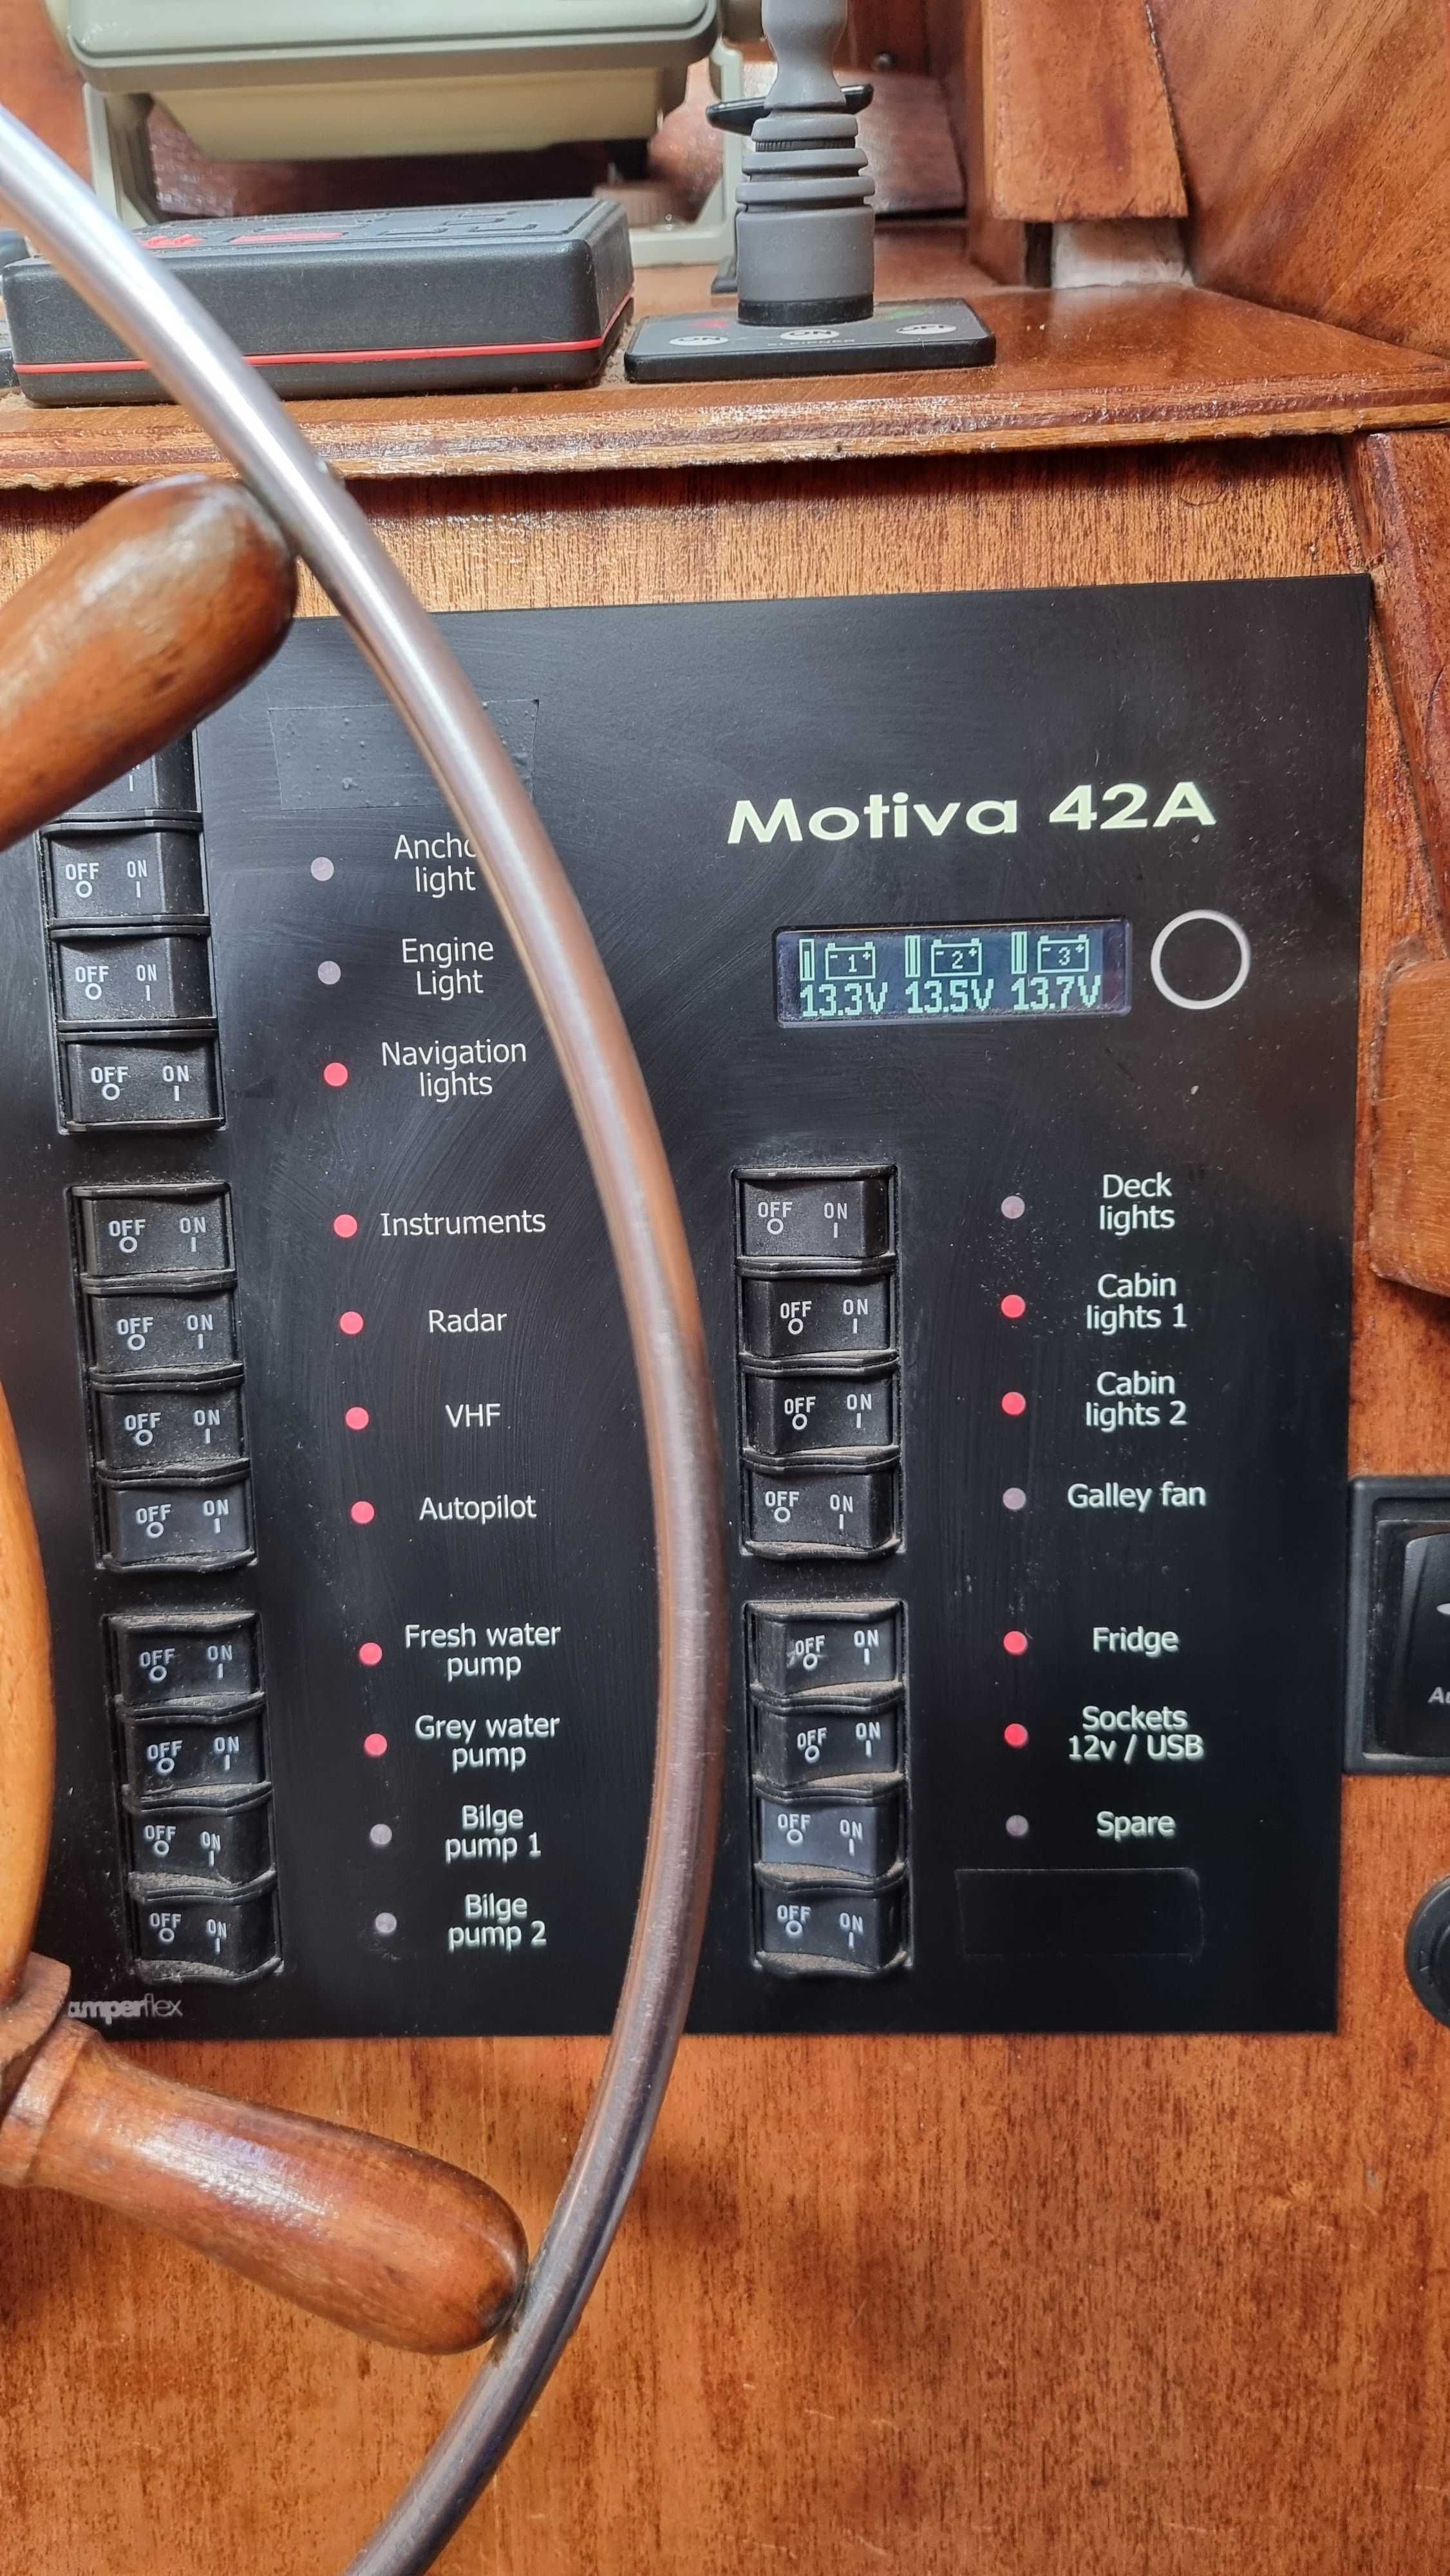 ON
SLEIPNER
Motiva 42A
OFF ON
light
OFF ON
Engine
Light
- 1 + - 2 + - 3 +
13.3V 13.5V 13.7V
OFF ON
Navigation
lights
OFF ON
Instruments
OFF ON
Deck
lights
OFF ON
Radar
OFF ON
Cabin
lights 1
OFF ON
VHF
OFF ON
Cabin
lights 2
OFF ON
Autopilot
OFF ON
Galley fan
OFF ON
Fresh water
pump
OFF ON
Fridge
OFF ON
Grey water
pump
OFF ON
Sockets
12v / USB
OFF ON
Bilge
pump 1
OFF ON
Spare
OFF ON
Bilge
pump 2
OFF ON
amperflex